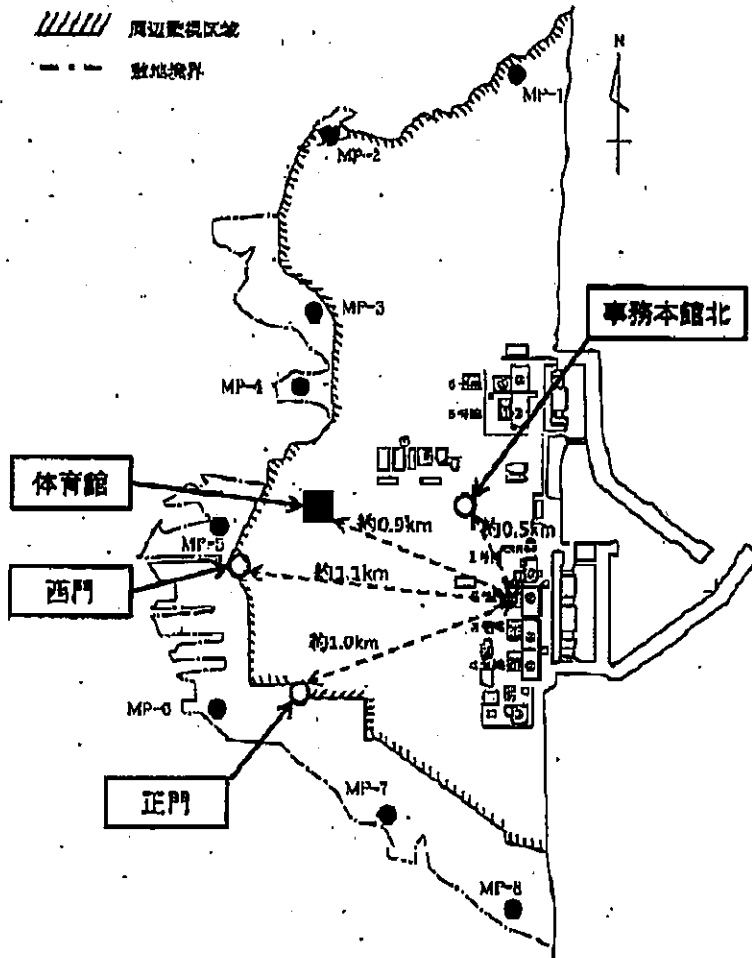 周辺監視区域
敷地境界
N
MP-1
MP-2
MP-3
事務本館北
MP-4
体育館
約0.9km
約0.5km
MP-5
西門
約1.1km
約1.0km
MP-6
正門
MP-7
MP-8